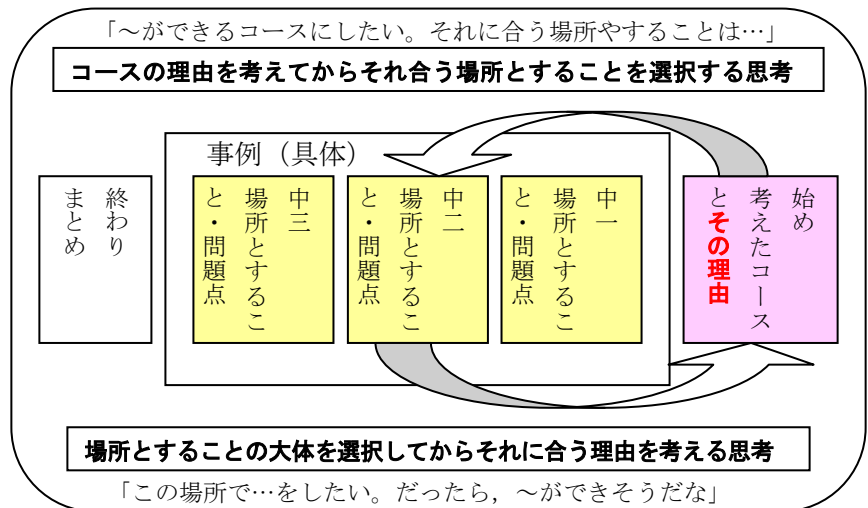 「～ができるコースにしたい。それに合う場所やすることは…」
コースの理由を考えてからそれ合う場所とすることを選択する思考
事例（具体）
始め
考えたコース
とその理由
中一
場所とするこ
と・問題点
中二
場所とするこ
と・問題点
中三
場所とするこ
と・問題点
終わり
まとめ
場所とすることの大体を選択してからそれに合う理由を考える思考
「この場所で…をしたい。だったら，～ができそうだな」